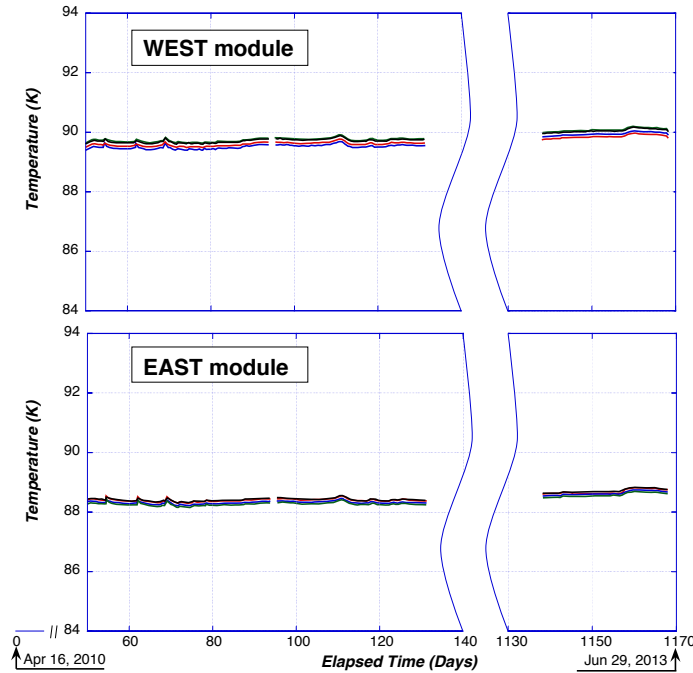 94
WEST module
92
90
88
86
84
Temperature (K)
94
EAST module
92
90
88
86
84
Temperature (K)
0 // 60 80 100 120 140 1130 1150 1170
Apr 16, 2010 Elapsed Time (Days) Jun 29, 2013